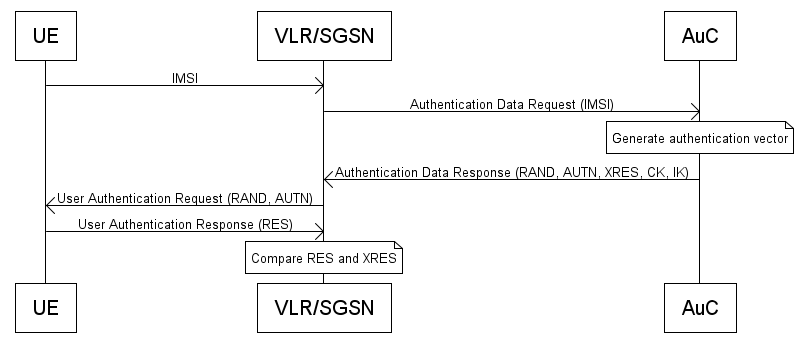 UE
VLR/SGSN
AuC
IMSI
Authentication Data Request (IMSI)
Generate authentication vector
Authentication Data Response (RAND, AUTN, XRES, CK, IK)
User Authentication Request (RAND, AUTN)
User Authentication Response (RES)
Compare RES and XRES
UE
VLR/SGSN
AuC